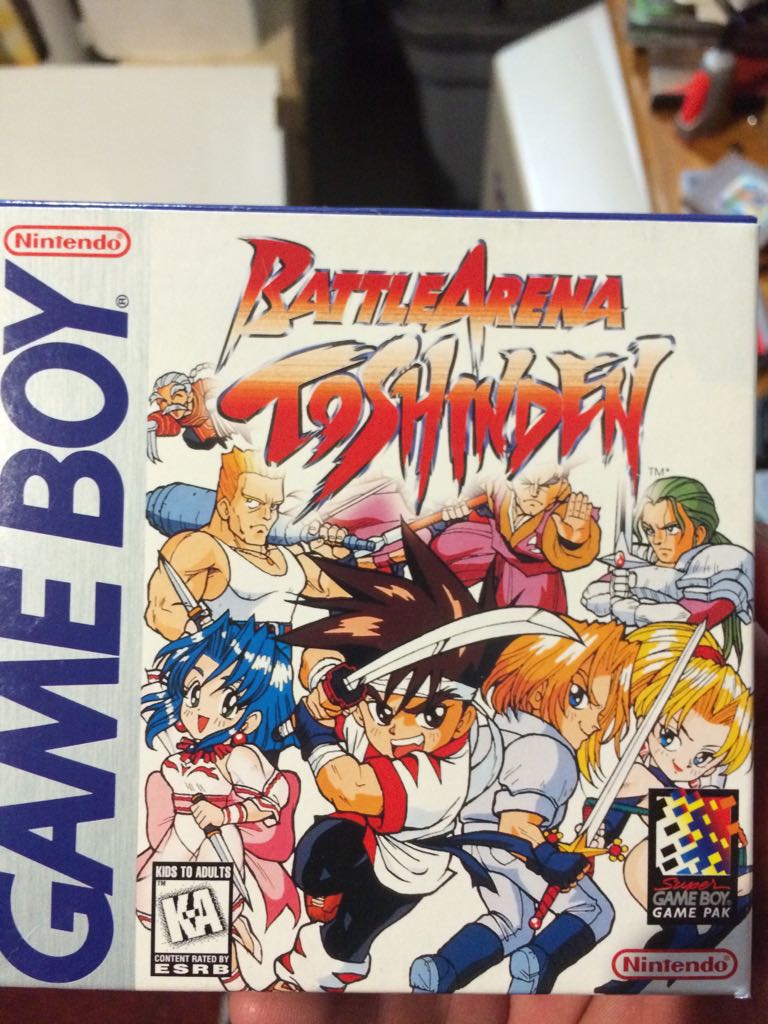 Nintendo®
GAME BOY®
BATTLE ARENA
TOSHINDEN
TM*
KIDS TO ADULTS
TM
K-A
CONTENT RATED BY
ESRB
Super
GAME BOY®
GAME PAK
Nintendo®